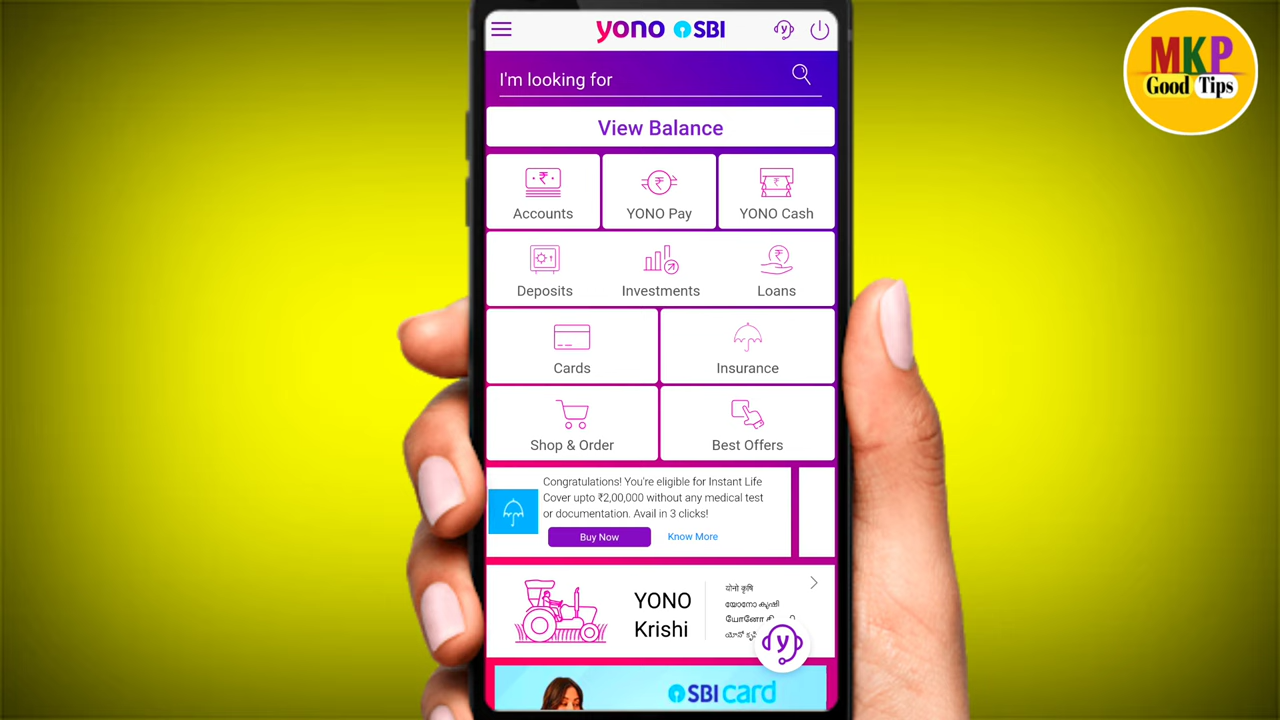 yono SBI
MKP
Good Tips
I'm looking for
View Balance
Accounts
YONO Pay
YONO Cash
Deposits
Investments
Loans
Cards
Insurance
Shop & Order
Best Offers
Congratulations! You're eligible for Instant Life
Cover upto ₹2,00,000 without any medical test
or documentation. Avail in 3 clicks!
Buy Now
Know More
YONO
Krishi
योनो कृषि
യോനോ കൃഷി
யோனோ
యోనో
y
SBI card